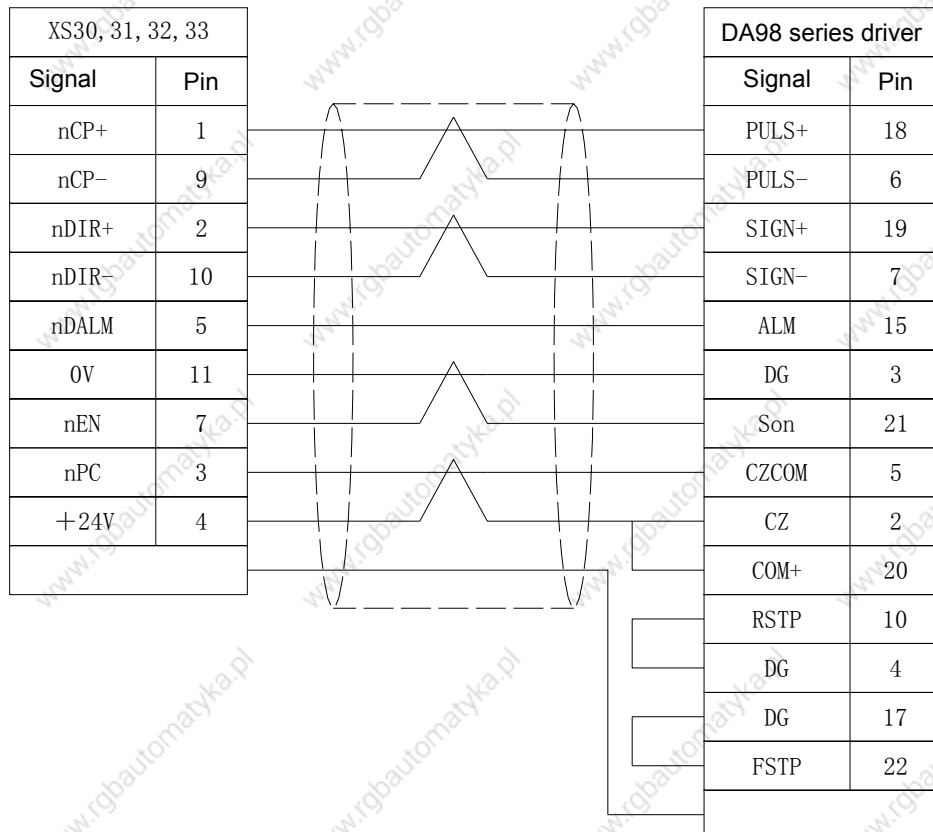 XS30, 31, 32, 33
Signal Pin
nCP+ 1
nCP- 9
nDIR+ 2
nDIR- 10
nDALM 5
0V 11
nEN 7
nPC 3
+24V 4
DA98 series driver
Signal Pin
PULS+ 18
PULS- 6
SIGN+ 19
SIGN- 7
ALM 15
DG 3
Son 21
CZCOM 5
CZ 2
COM+ 20
RSTP 10
DG 4
DG 17
FSTP 22
www.rgbautomatyka.pl